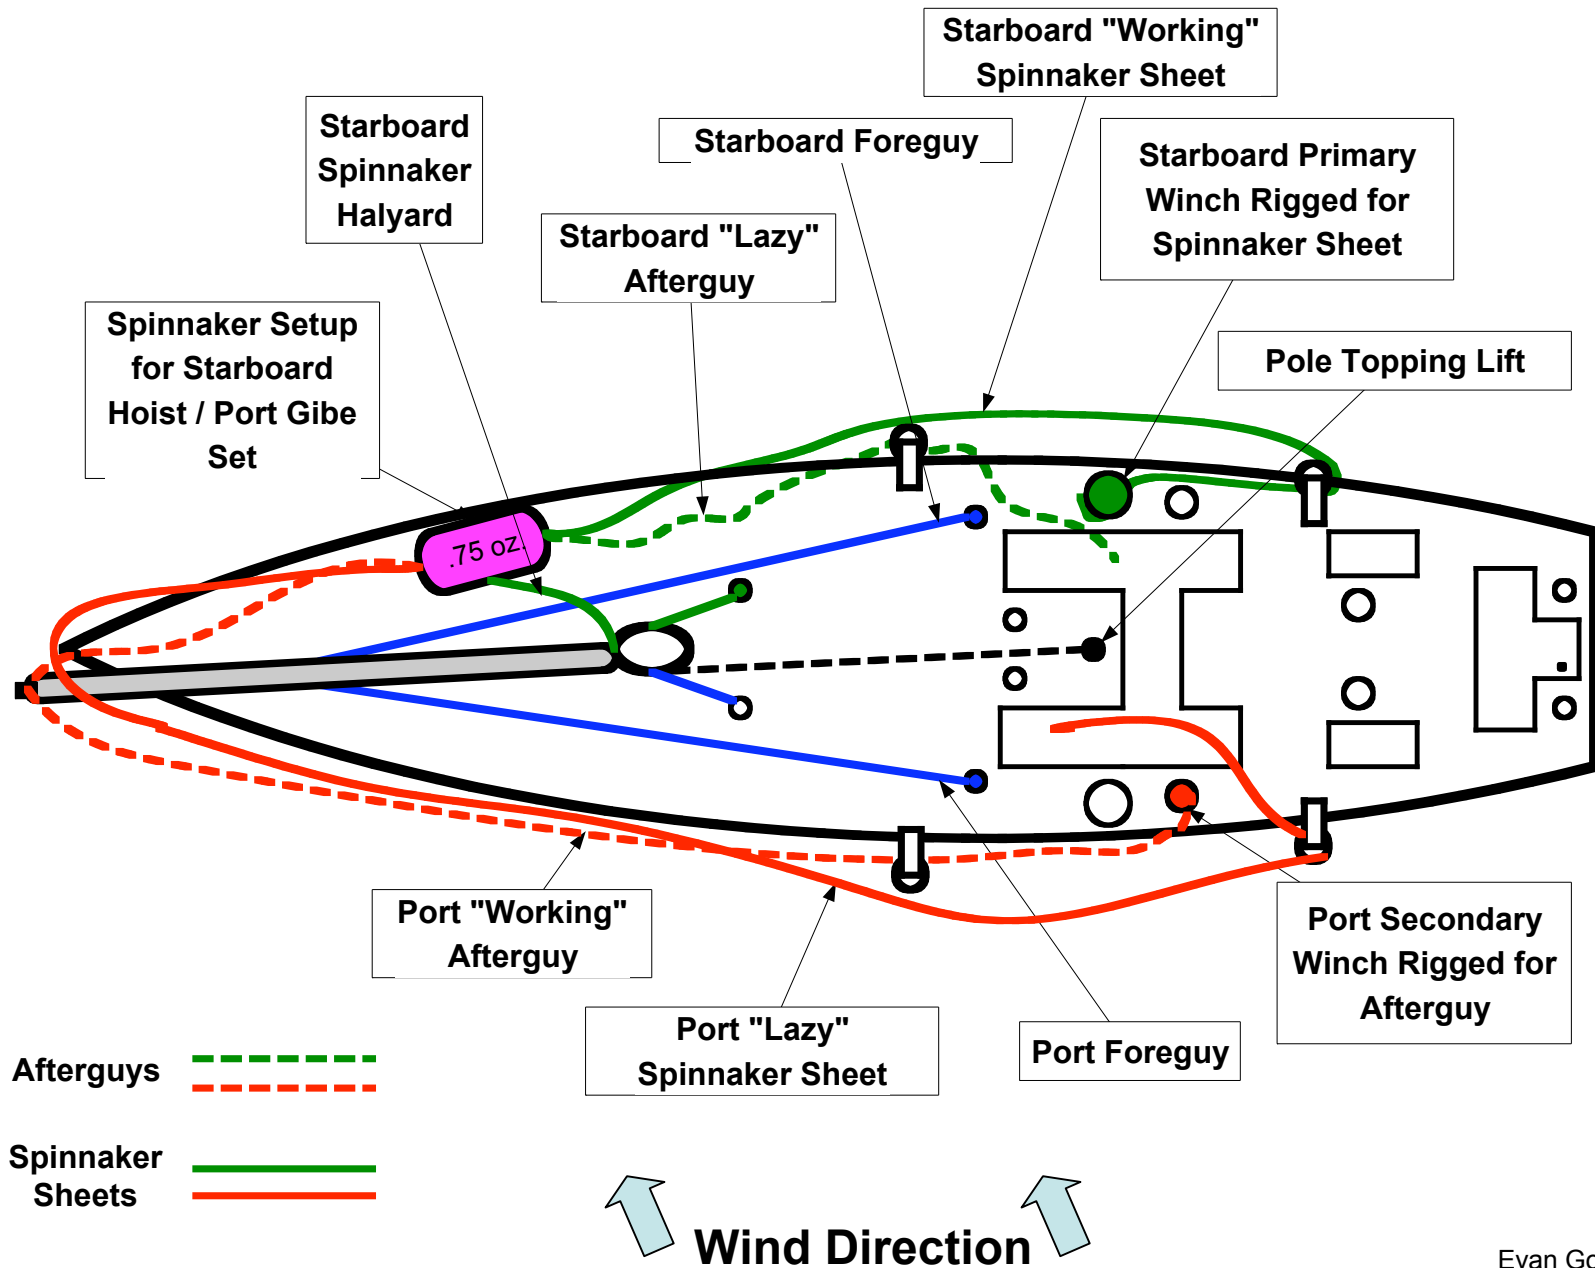 Starboard "Working"
Spinnaker Sheet
Starboard
Spinnaker
Halyard
Starboard Foreguy
Starboard Primary
Winch Rigged for
Spinnaker Sheet
Starboard "Lazy"
Afterguy
Spinnaker Setup
for Starboard
Hoist / Port Gibe
Set
Pole Topping Lift
.75 oz.
Port "Working"
Afterguy
Port "Lazy"
Spinnaker Sheet
Port Foreguy
Port Secondary
Winch Rigged for
Afterguy
Afterguys
Spinnaker
Sheets
Wind Direction
Evan Go